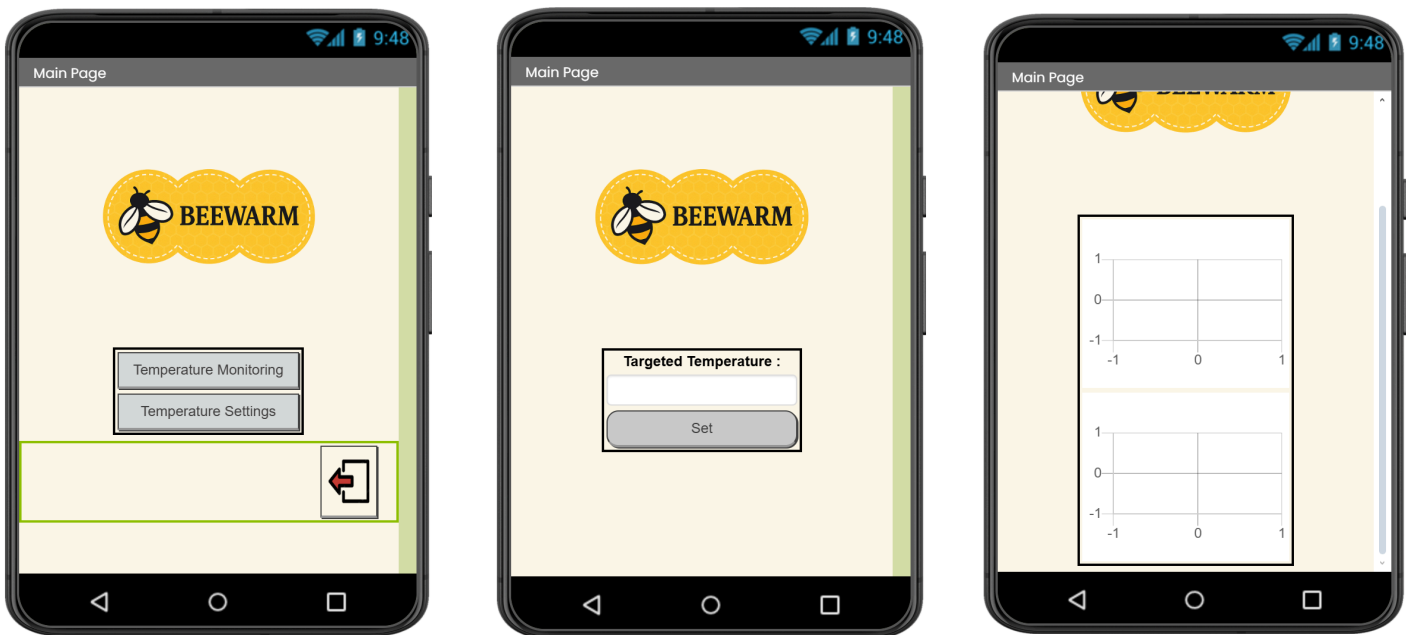 9:48
Main Page
BEEWARM
Temperature Monitoring
Temperature Settings
9:48
Main Page
BEEWARM
Targeted Temperature :
Set
9:48
Main Page
BEEWARM
1
0
-1
-1 0 1
1
0
-1
-1 0 1